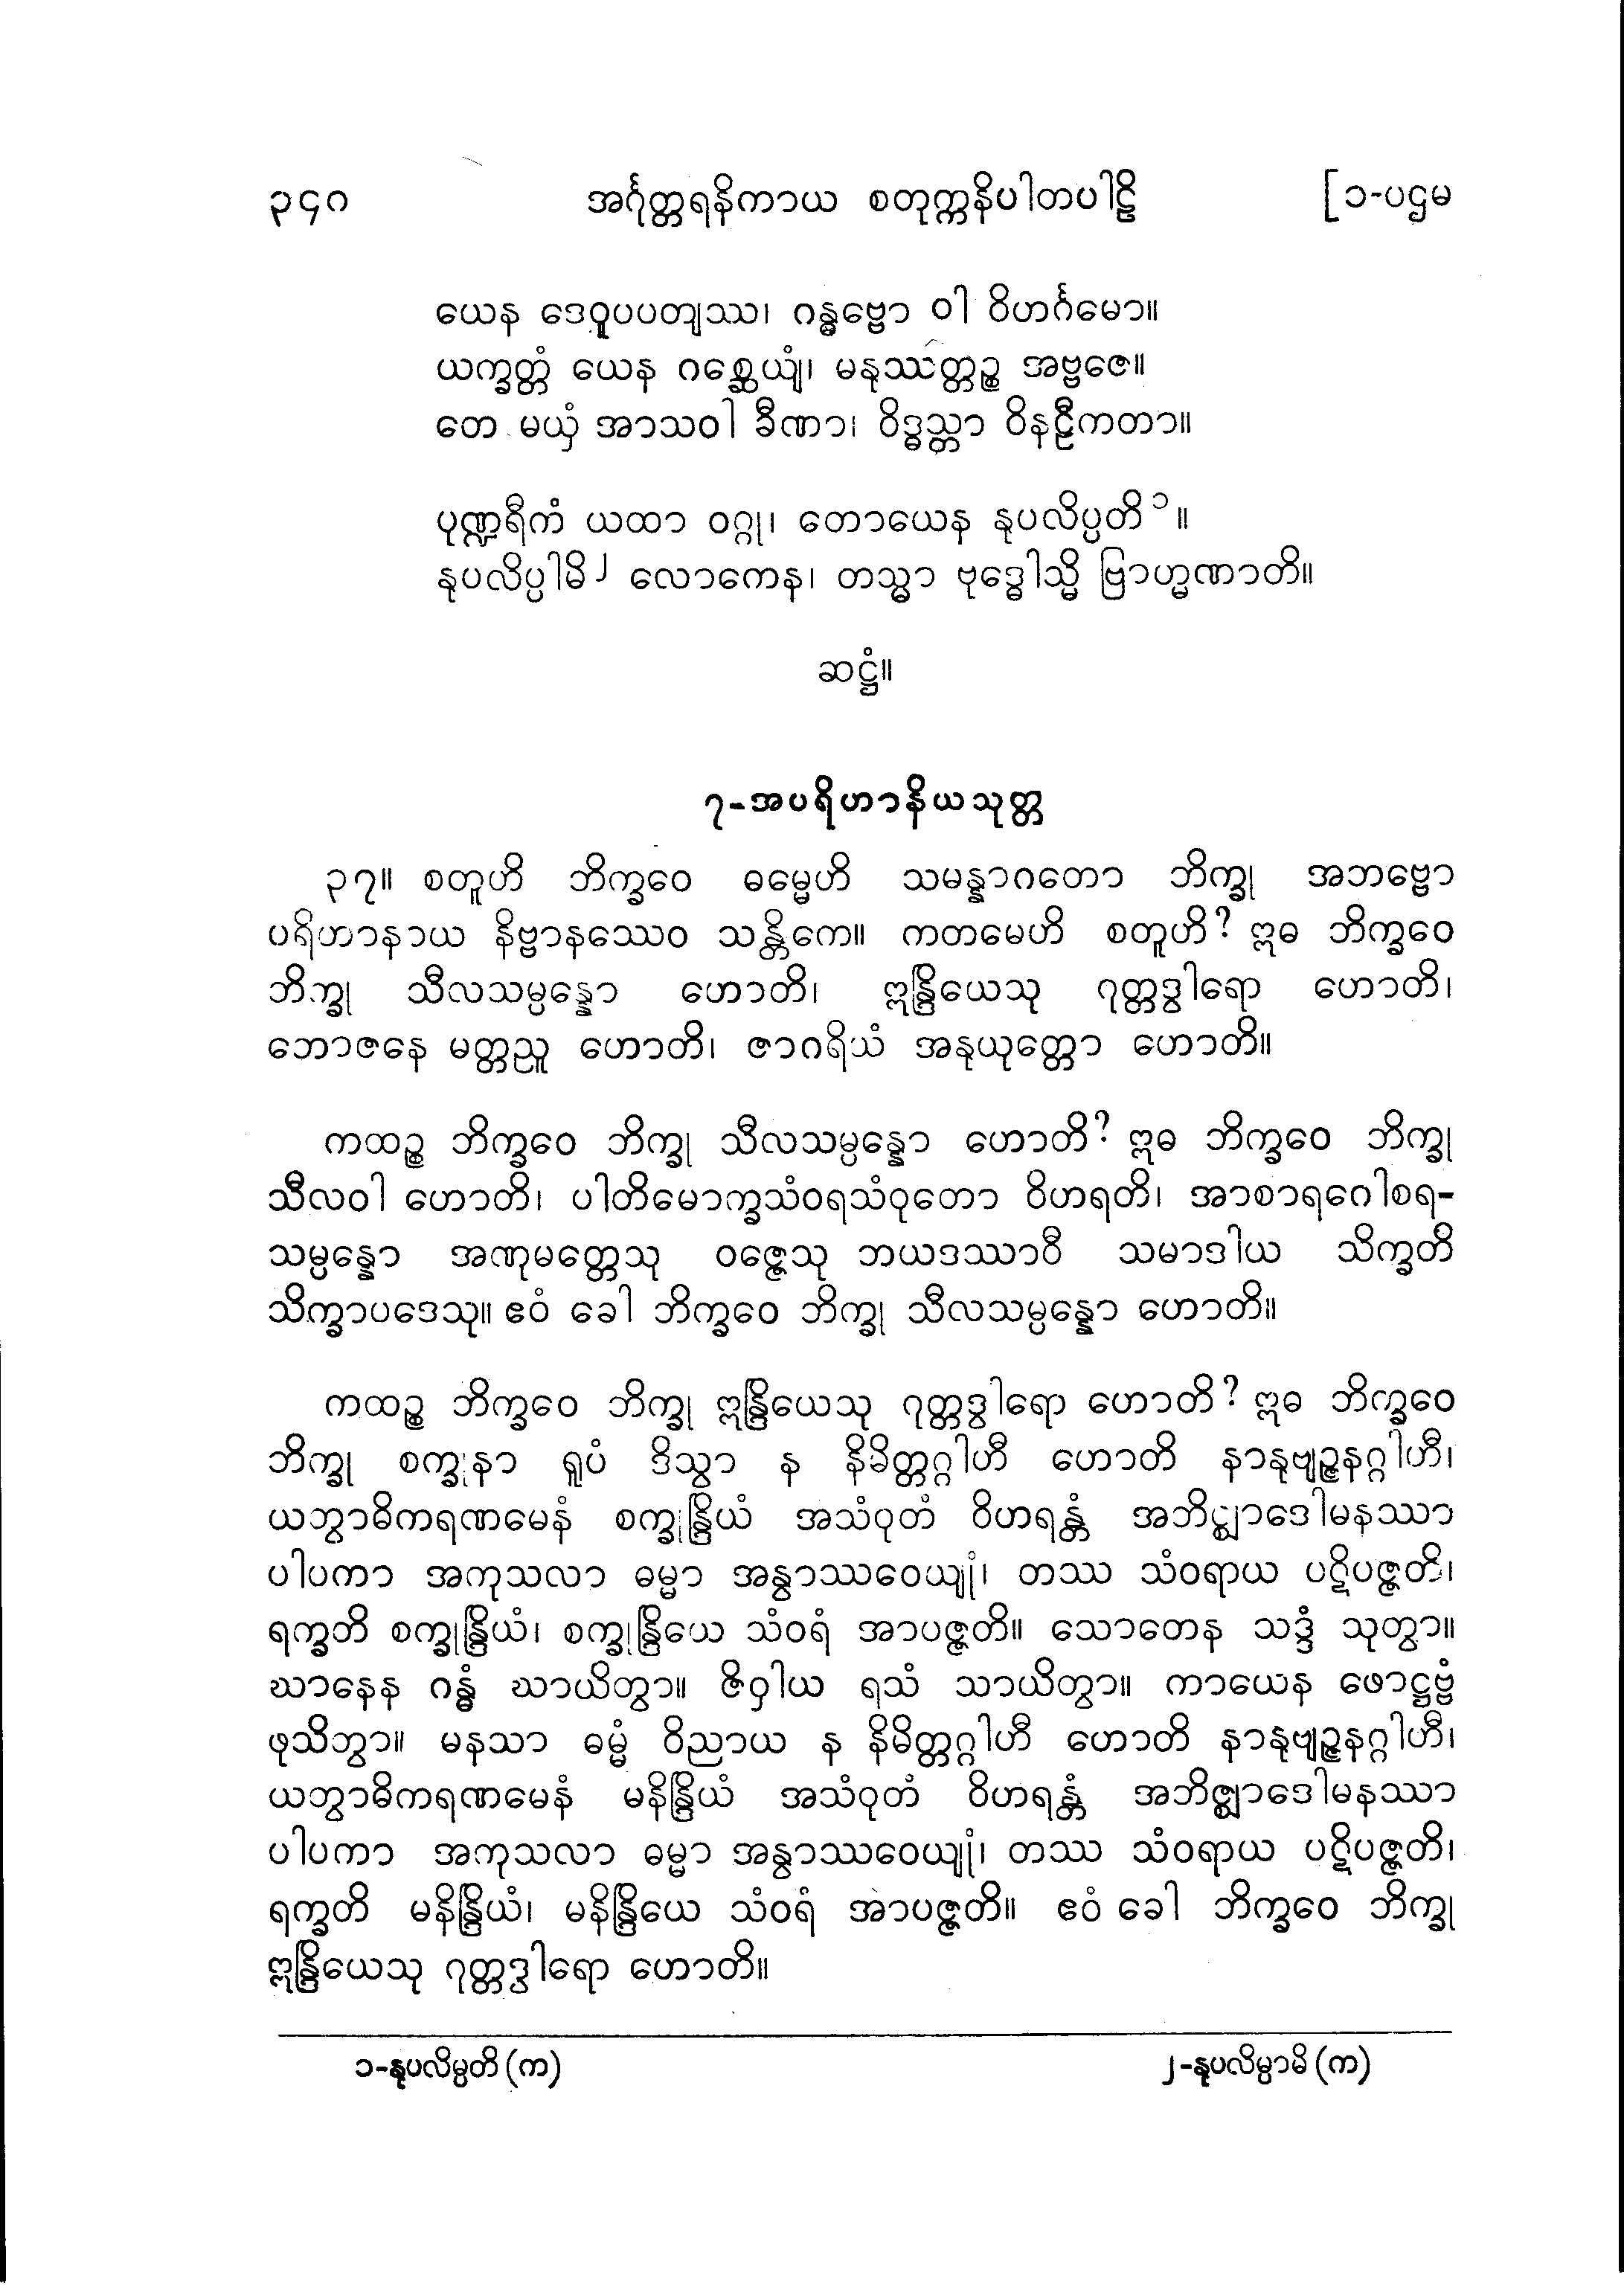 ၃၄၈ အင်္ဂုတ္တရနိကာယ စတုက္ကနိပါတပါဠိ [၁-ပဌမ
ယေန ဒေဝူပပတျဿ၊ ဂန္ဓဗ္ဗော ဝါ ဝိဟင်္ဂမော။
ယက္ခတ္တံ ယေန ဂစ္ဆေယျံ၊ မနုဿတ္တဉ္စ အဗ္ဗဇေ။
တေ မယှံ အာသဝါ ခီဏာ၊ ဝိဒ္ဓသ္တာ ဝိနဠီကတာ။
ပုဏ္ဍရီကံ ယထာ ဝဂ္ဂု၊ တောယေန နုပလိပ္ပတိ၁။
နုပလိပ္ပါမိ၂ လောကေန၊ တသ္မာ ဗုဒ္ဓေါသ္မိ ဗြာဟ္မဏာတိ။
ဆဋ္ဌံ။
၇-အပရိဟာနိယသုတ္တ
၃၇။ စတူဟိ ဘိက္ခဝေ ဓမ္မေဟိ သမန္နာဂတော ဘိက္ခု အဘဗ္ဗော
ပရိဟာနာယ နိဗ္ဗာနဿေဝ သန္တိကေ။ ကတမေဟိ စတူဟိ? ဣဓ ဘိက္ခဝေ
ဘိက္ခု သီလသမ္ပန္နော ဟောတိ၊ ဣန္ဒြိယေသု ဂုတ္တဒွါရော ဟောတိ၊
ဘောဇနေ မတ္တညူ ဟောတိ၊ ဇာဂရိယံ အနုယုတ္တော ဟောတိ။
ကထဉ္စ ဘိက္ခဝေ ဘိက္ခု သီလသမ္ပန္နော ဟောတိ? ဣဓ ဘိက္ခဝေ ဘိက္ခု
သီလဝါ ဟောတိ၊ ပါတိမောက္ခသံဝရသံဝုတော ဝိဟရတိ၊ အာစာရဂေါစရ-
သမ္ပန္နော အဏုမတ္တေသု ဝဇ္ဇေသု ဘယဒဿာဝီ သမာဒါယ သိက္ခတိ
သိက္ခာပဒေသု။ ဧဝံ ခေါ ဘိက္ခဝေ ဘိက္ခု သီလသမ္ပန္နော ဟောတိ။
ကထဉ္စ ဘိက္ခဝေ ဘိက္ခု ဣန္ဒြိယေသု ဂုတ္တဒွါရော ဟောတိ? ဣဓ ဘိက္ခဝေ
ဘိက္ခု စက္ခုနာ ရူပံ ဒိသွာ န နိမိတ္တဂ္ဂါဟီ ဟောတိ နာနုဗျဉ္ဇနဂ္ဂါဟီ၊
ယတွာဓိကရဏမေနံ စက္ခုန္ဒြိယံ အသံဝုတံ ဝိဟရန္တံ အဘိဇ္ဈာဒေါမနဿာ
ပါပကာ အကုသလာ ဓမ္မာ အနွာဿဝေယျုံ၊ တဿ သံဝရာယ ပဋိပဇ္ဇတိ၊
ရက္ခတိ စက္ခုန္ဒြိယံ၊ စက္ခုန္ဒြိယေ သံဝရံ အာပဇ္ဇတိ။ သောတေန သဒ္ဒံ သုတွာ။
ဃာနေန ဂန္ဓံ ဃာယိတွာ။ ဇိဝှါယ ရသံ သာယိတွာ။ ကာယေန ဖောဋ္ဌဗ္ဗံ
ဖုသိတွာ။ မနသာ ဓမ္မံ ဝိညာယ န နိမိတ္တဂ္ဂါဟီ ဟောတိ နာနုဗျဉ္ဇနဂ္ဂါဟီ၊
ယတွာဓိကရဏမေနံ မနိန္ဒြိယံ အသံဝုတံ ဝိဟရန္တံ အဘိဇ္ဈာဒေါမနဿာ
ပါပကာ အကုသလာ ဓမ္မာ အနွာဿဝေယျုံ၊ တဿ သံဝရာယ ပဋိပဇ္ဇတိ၊
ရက္ခတိ မနိန္ဒြိယံ၊ မနိန္ဒြိယေ သံဝရံ အာပဇ္ဇတိ။ ဧဝံ ခေါ ဘိက္ခဝေ ဘိက္ခု
ဣန္ဒြိယေသု ဂုတ္တဒွါရော ဟောတိ။
၁-နုပလိမ္ပတိ (က) ၂-နုပလိမ္ပာမိ (က)